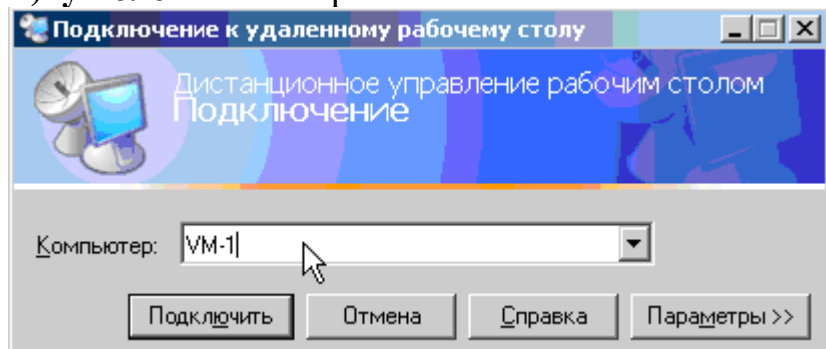 Подключение к удаленному рабочему столу
Дистанционное управление рабочим столом
Подключение
Компьютер: VM-1
Подключить Отмена Справка Параметры >>